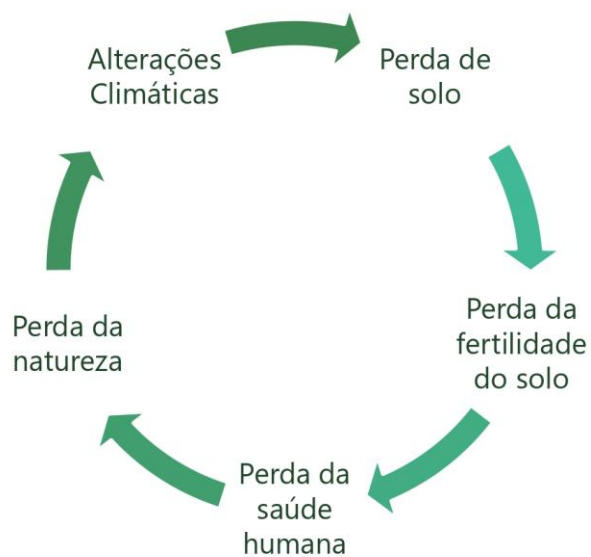 Alterações
Climáticas
Perda de
solo
Perda da
fertilidade
do solo
Perda da
saúde
humana
Perda da
natureza